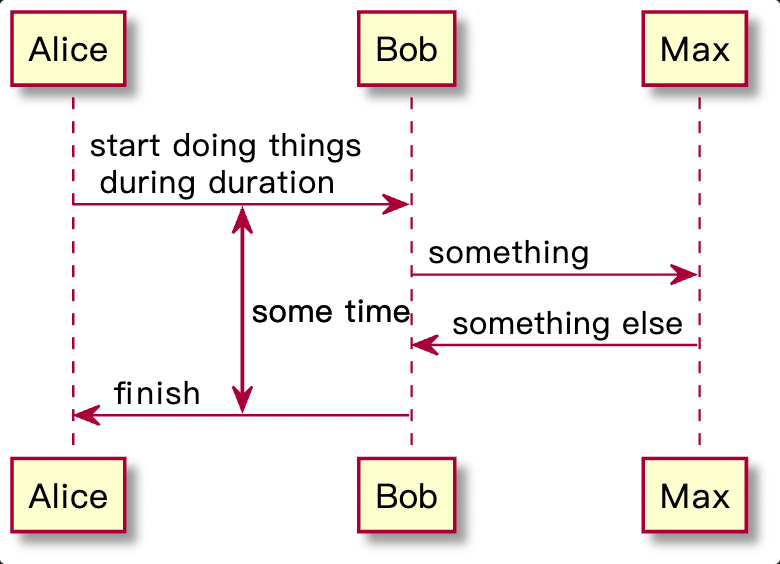 Alice
Bob
Max
start doing things
during duration
something
some time
something else
finish
Alice
Bob
Max